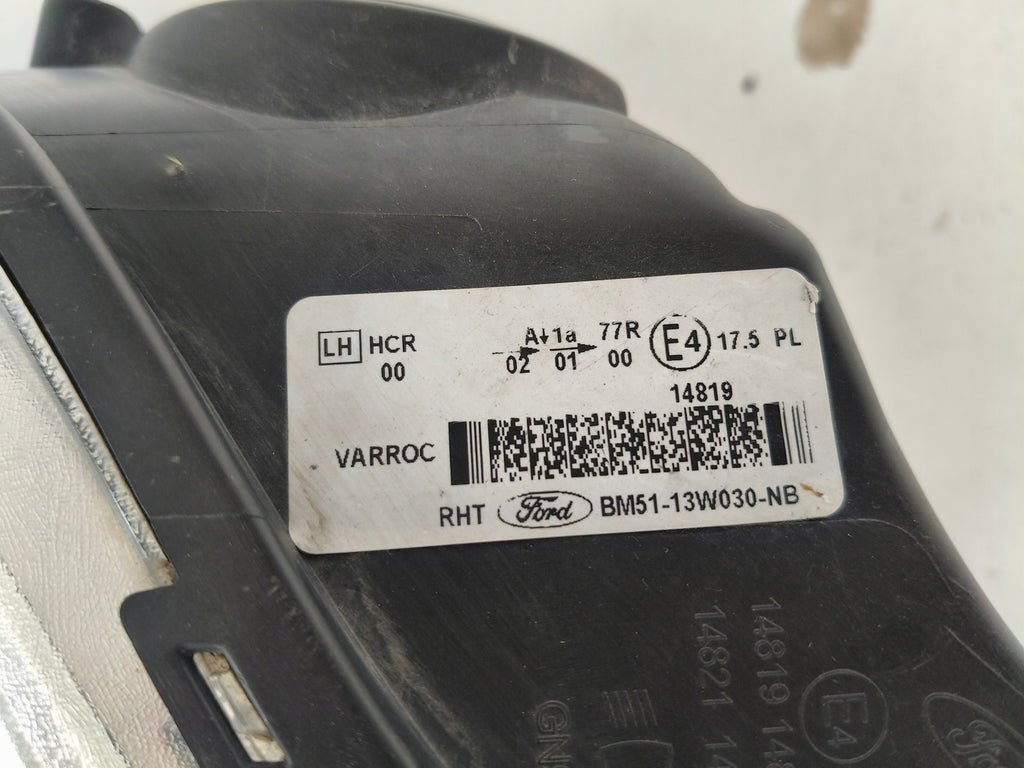 LH HCR A↓1a 77R E4 17.5 PL
00 02 01 00
14819
VARROC
RHT Ford BM51-13W030-NB
14819
14821
E4